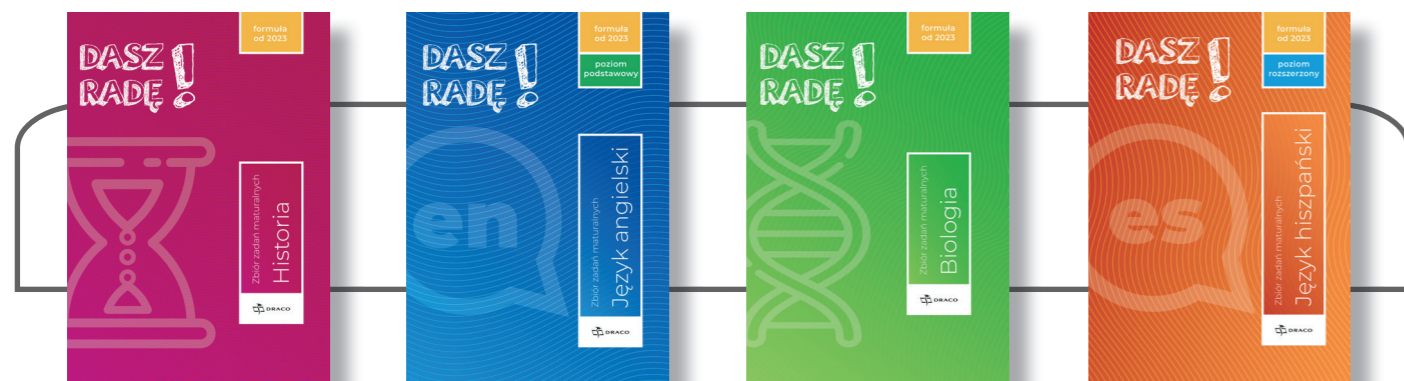 formuła
od 2023
DASZ
RADĘ!
Zbiór zadań maturalnych
Historia
DRACO
formuła
od 2023
poziom
podstawowy
DASZ
RADĘ!
en
Zbiór zadań maturalnych
Język angielski
DRACO
formuła
od 2023
DASZ
RADĘ!
Zbiór zadań maturalnych
Biologia
DRACO
formuła
od 2023
poziom
rozszerzony
DASZ
RADĘ!
es
Zbiór zadań maturalnych
Język hiszpański
DRACO